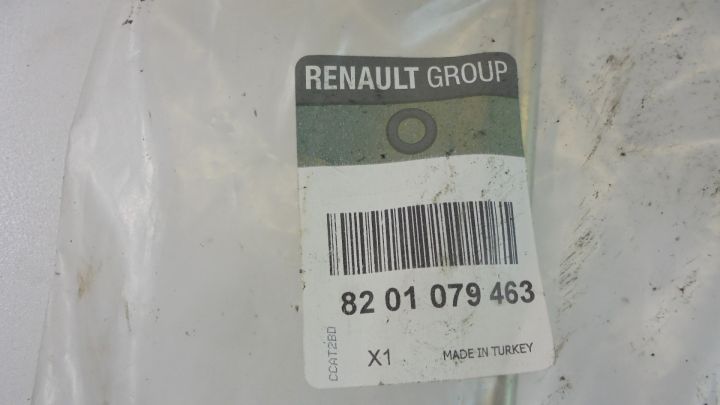 RENAULT GROUP
82 01 079 463
CCAT2BD
X1
MADE IN TURKEY